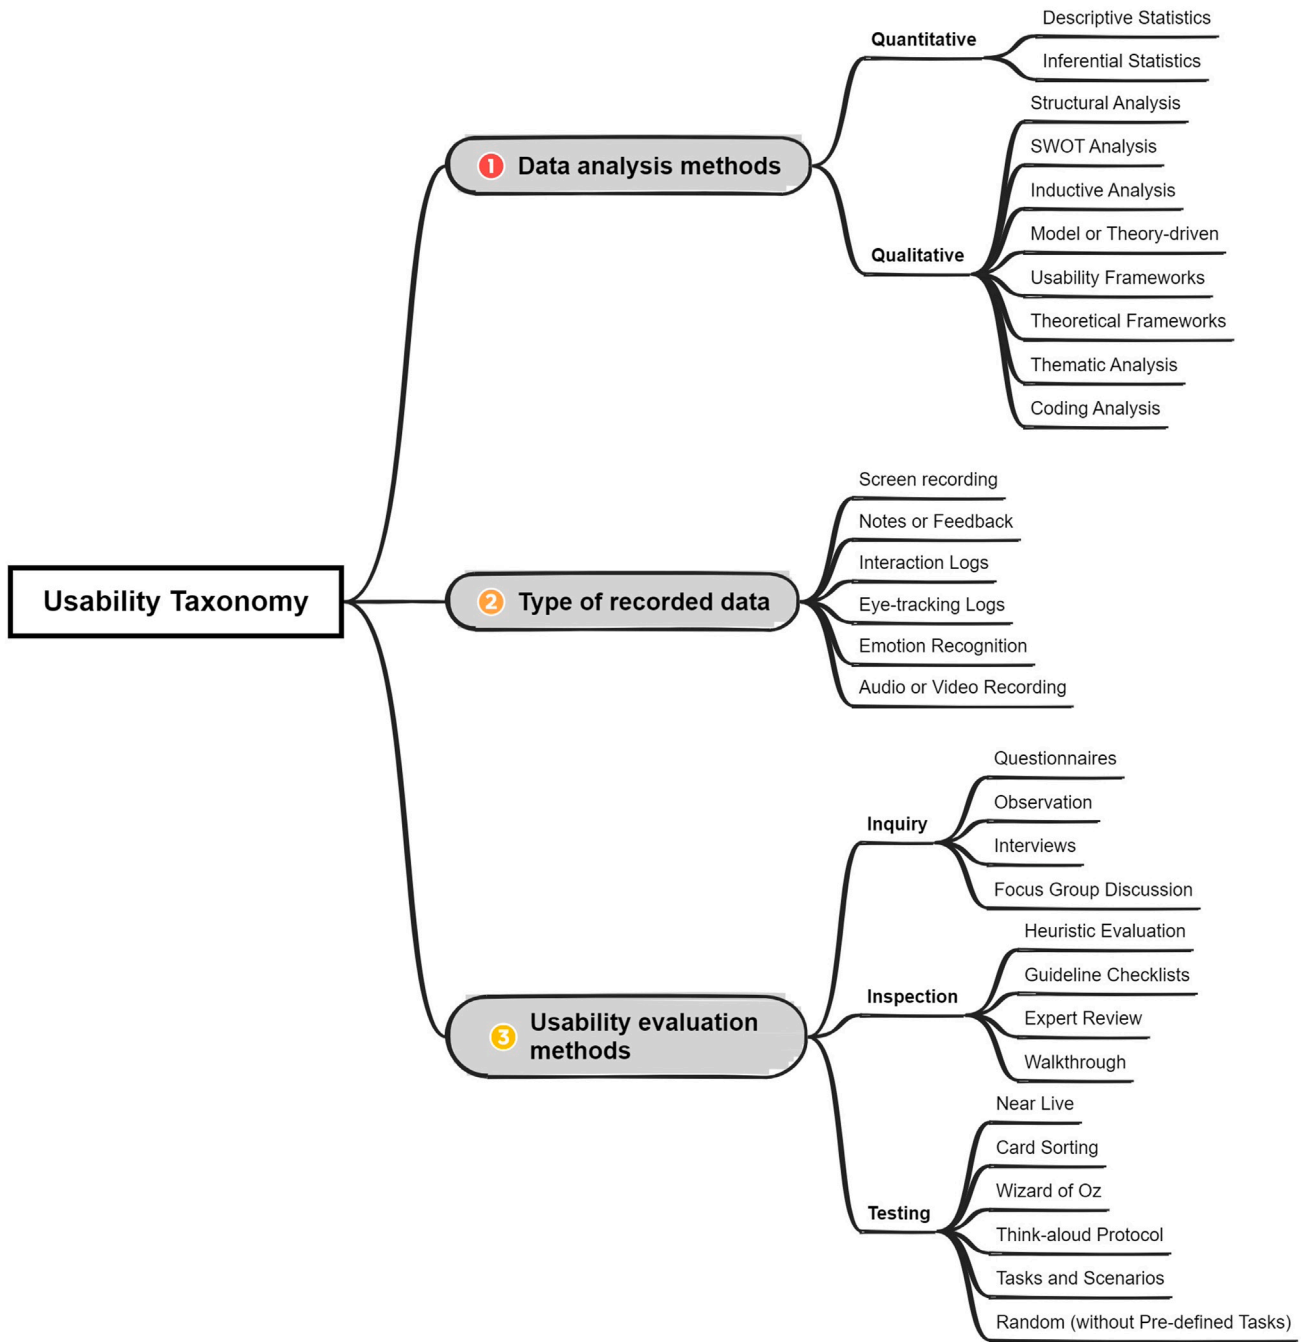 Usability Taxonomy
1 Data analysis methods
Quantitative
Descriptive Statistics
Inferential Statistics
Qualitative
Structural Analysis
SWOT Analysis
Inductive Analysis
Model or Theory-driven
Usability Frameworks
Theoretical Frameworks
Thematic Analysis
Coding Analysis
2 Type of recorded data
Screen recording
Notes or Feedback
Interaction Logs
Eye-tracking Logs
Emotion Recognition
Audio or Video Recording
3 Usability evaluation
methods
Inquiry
Questionnaires
Observation
Interviews
Focus Group Discussion
Inspection
Heuristic Evaluation
Guideline Checklists
Expert Review
Walkthrough
Testing
Near Live
Card Sorting
Wizard of Oz
Think-aloud Protocol
Tasks and Scenarios
Random (without Pre-defined Tasks)